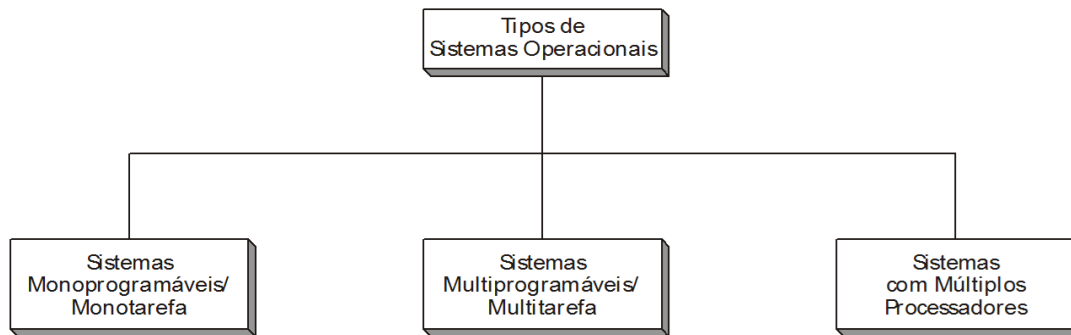 Tipos de
Sistemas Operacionais
Sistemas
Monoprogramáveis/
Monotarefa
Sistemas
Multiprogramáveis/
Multitarefa
Sistemas
com Múltiplos
Processadores